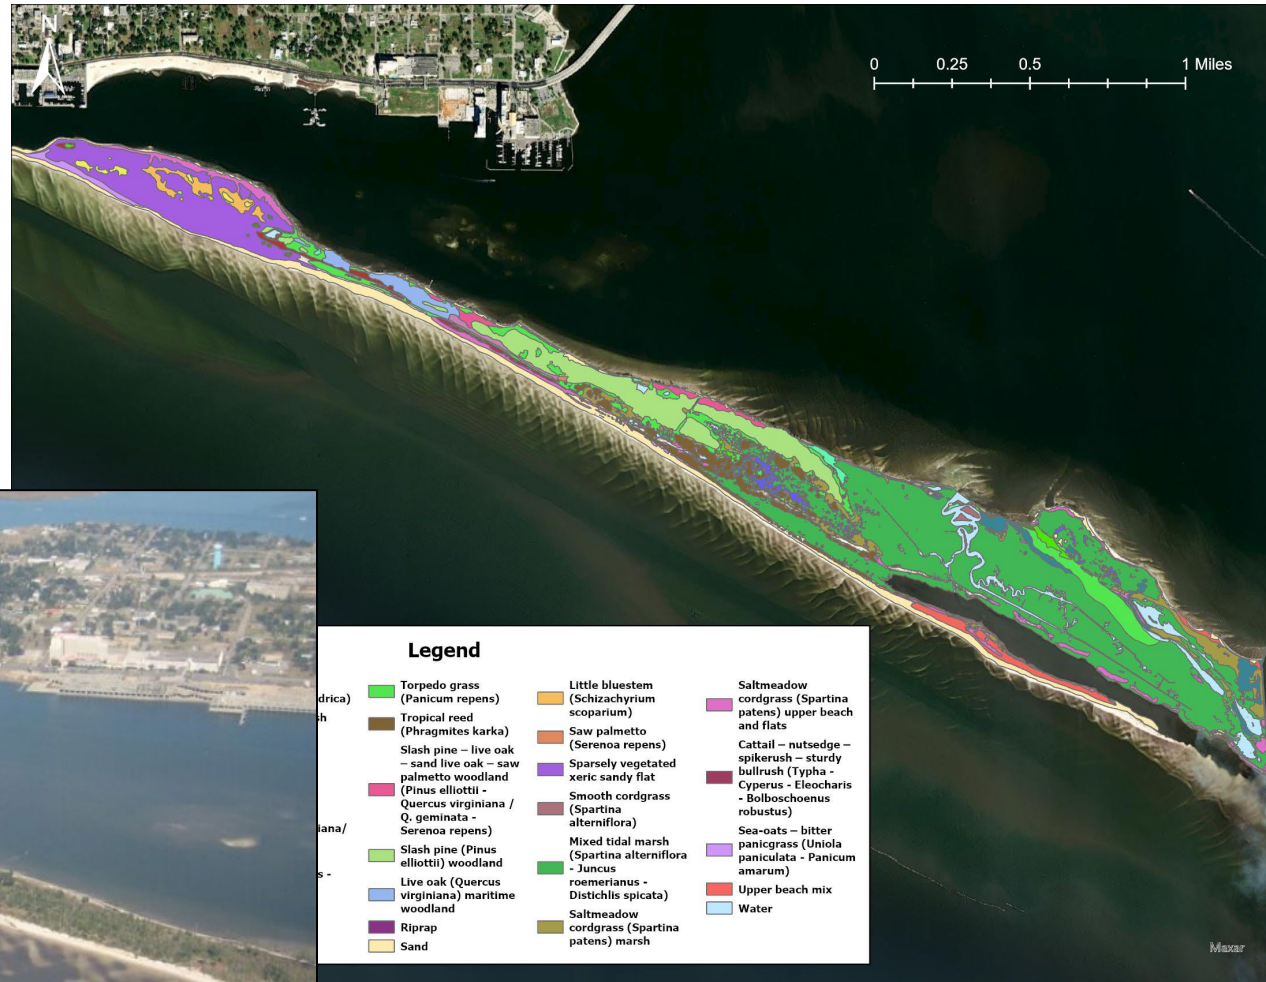 N
0 0.25 0.5 1 Miles
Legend
drica)
sh
iana/
s -
Torpedo grass
(Panicum repens)
Tropical reed
(Phragmites karka)
Slash pine – live oak
– sand live oak – saw
palmetto woodland
(Pinus elliottii -
Quercus virginiana /
Q. geminata -
Serenoa repens)
Slash pine (Pinus
elliottii) woodland
Live oak (Quercus
virginiana) maritime
woodland
Riprap
Sand
Little bluestem
(Schizachyrium
scoparium)
Saw palmetto
(Serenoa repens)
Sparsely vegetated
xeric sandy flat
Smooth cordgrass
(Spartina
alterniflora)
Mixed tidal marsh
(Spartina alterniflora
- Juncus
roemerianus -
Distichlis spicata)
Saltmeadow
cordgrass (Spartina
patens) marsh
Saltmeadow
cordgrass (Spartina
patens) upper beach
and flats
Cattail – nutsedge –
spikerush – sturdy
bullrush (Typha -
Cyperus - Eleocharis
- Bolboschoenus
robustus)
Sea-oats – bitter
panicgrass (Uniola
paniculata - Panicum
amarum)
Upper beach mix
Water
Maxar